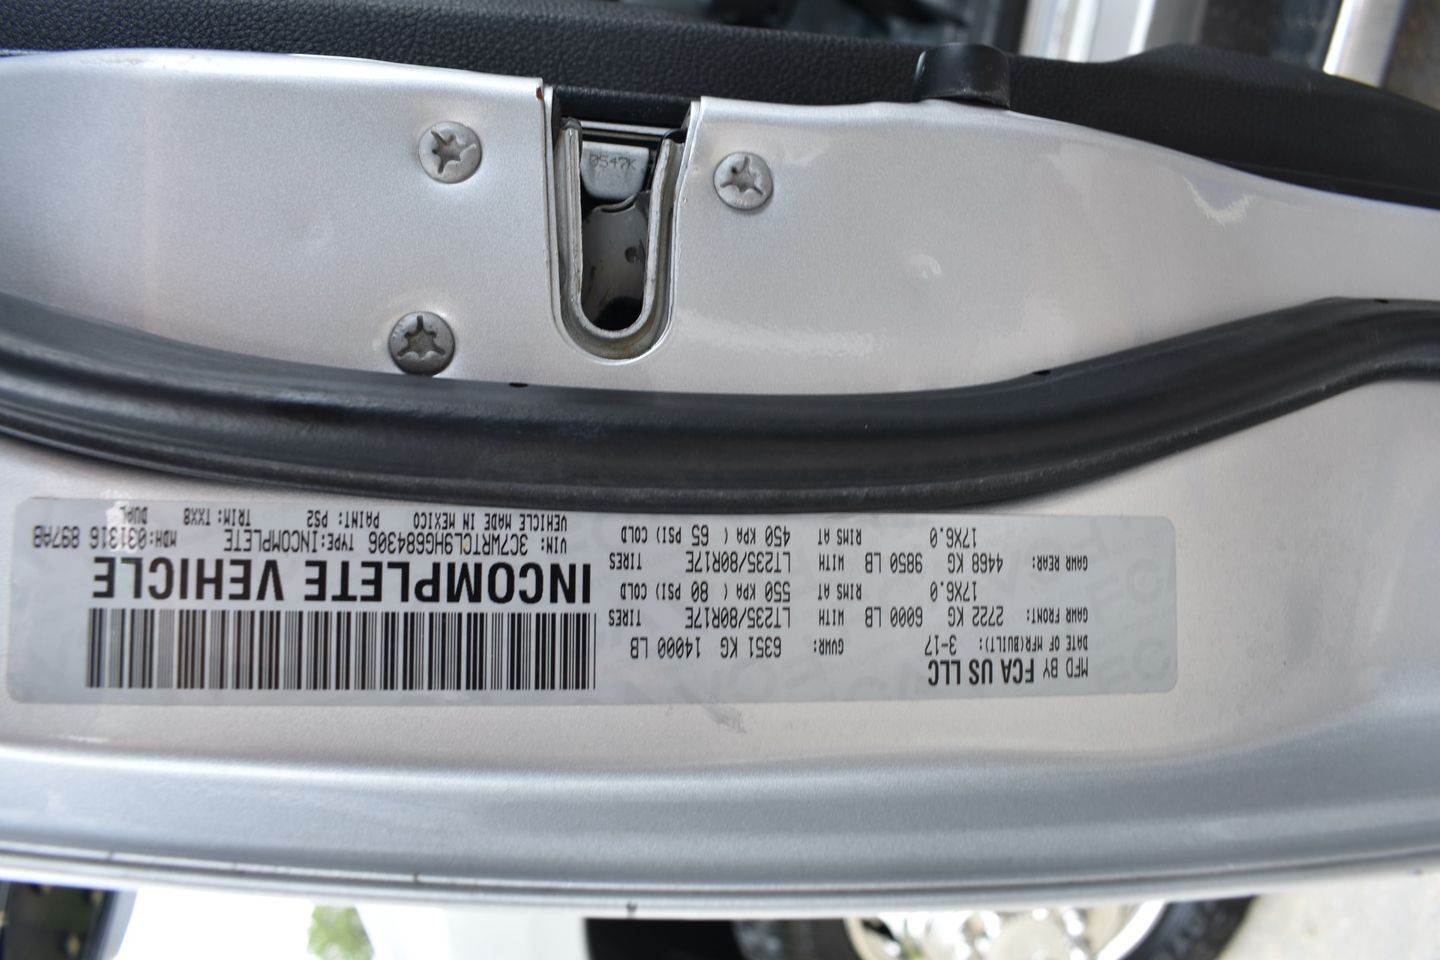 MFD BY FCA US LLC
DATE OF MFR(BUILT): 3-17 GVWR: 6351 KG 14000 LB
GAWR FRONT: 2722 KG 6000 LB WITH LT235/80R17E TIRES
17X6.0 RIMS AT 550 KPA ( 80 PSI) COLD
GAWR REAR: 4468 KG 9850 LB WITH LT235/80R17E TIRES
17X6.0 RIMS AT 450 KPA ( 65 PSI) COLD
INCOMPLETE VEHICLE
VIN: 3C7WRTCL9HG684306 TYPE:INCOMPLETE MDH:031316 897AB
DUAL
VEHICLE MADE IN MEXICO PAINT: PS2 TRIM: TXX8
0547K